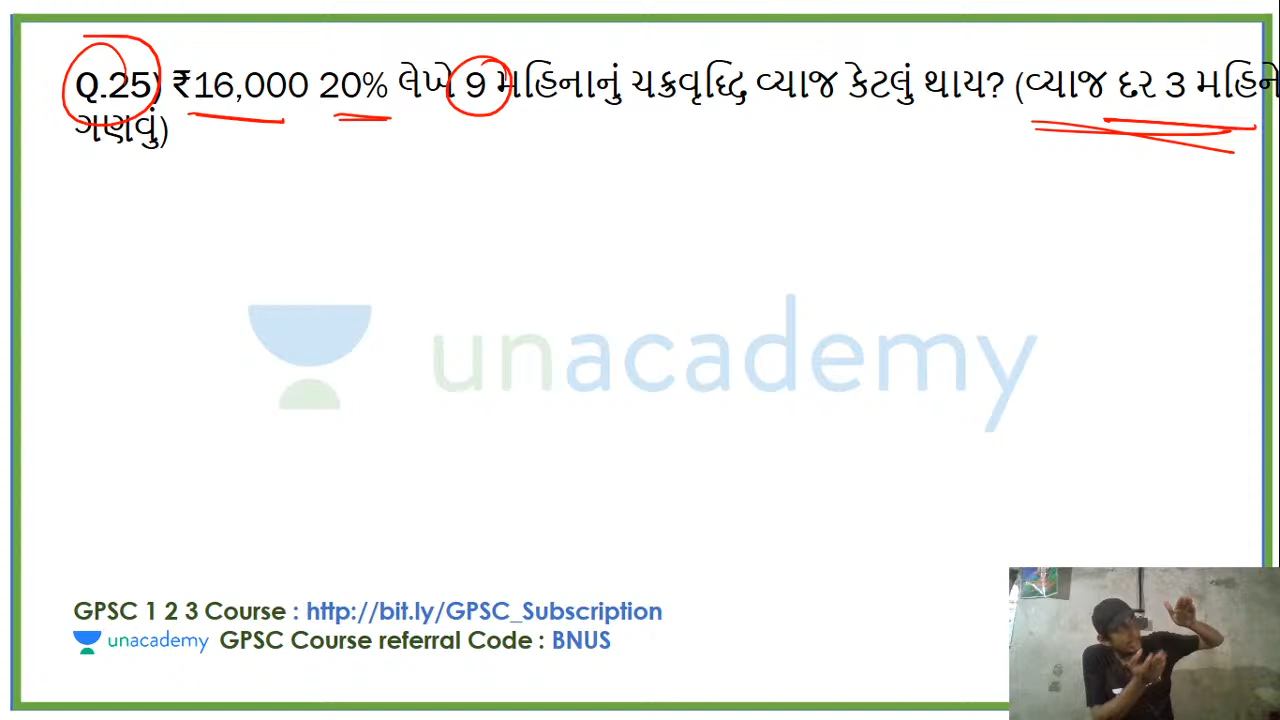 Q.25) ₹16,000 20% લેખે 9 મહિનાનું ચક્રવૃદ્ધિ વ્યાજ કેટલું થાય? (વ્યાજ દર 3 મહિને
ગણવું)
unacademy
GPSC 1 2 3 Course : http://bit.ly/GPSC_Subscription
unacademy GPSC Course referral Code : BNUS